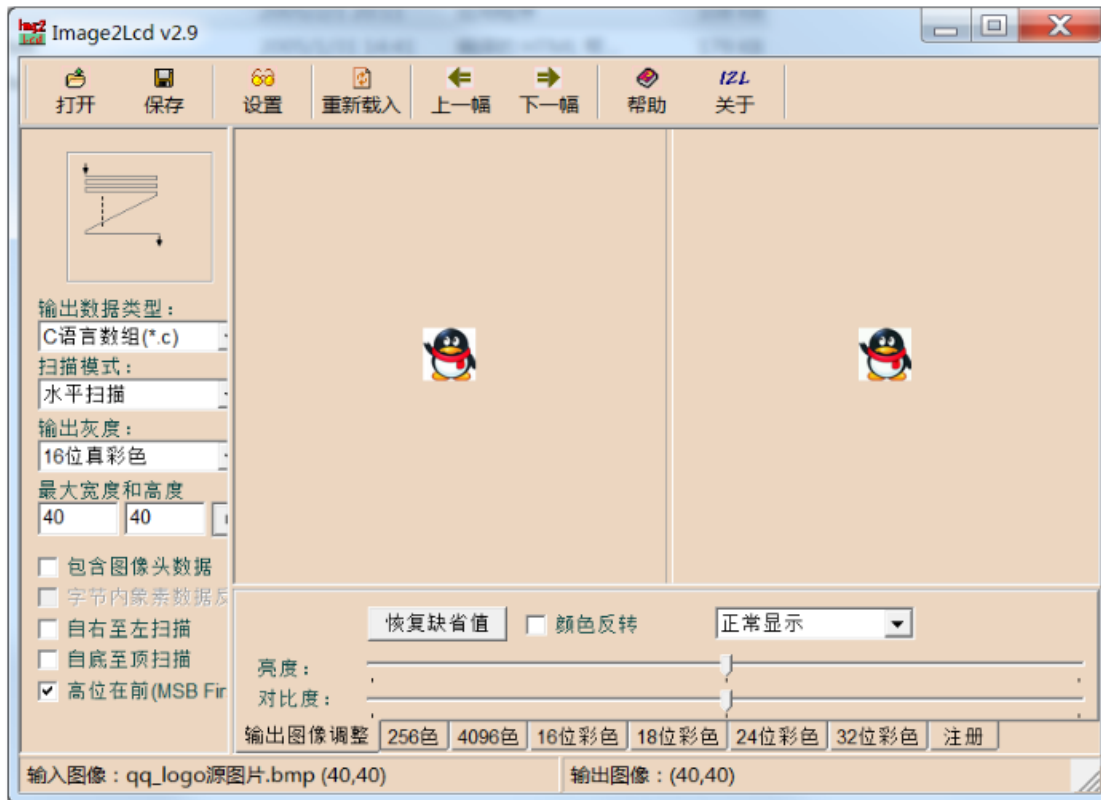 Image2Lcd v2.9
打开 保存 设置 重新载入 上一幅 下一幅 帮助 关于
输出数据类型：
C语言数组(*.c)
扫描模式：
水平扫描
输出灰度：
16位真彩色
最大宽度和高度
40 40
包含图像头数据
字节内象素数据反
自右至左扫描
自底至顶扫描
高位在前(MSB Fir
恢复缺省值 颜色反转 正常显示
亮度：
对比度：
输出图像调整 256色 4096色 16位彩色 18位彩色 24位彩色 32位彩色 注册
输入图像：qq_logo源图片.bmp (40,40) 输出图像：(40,40)